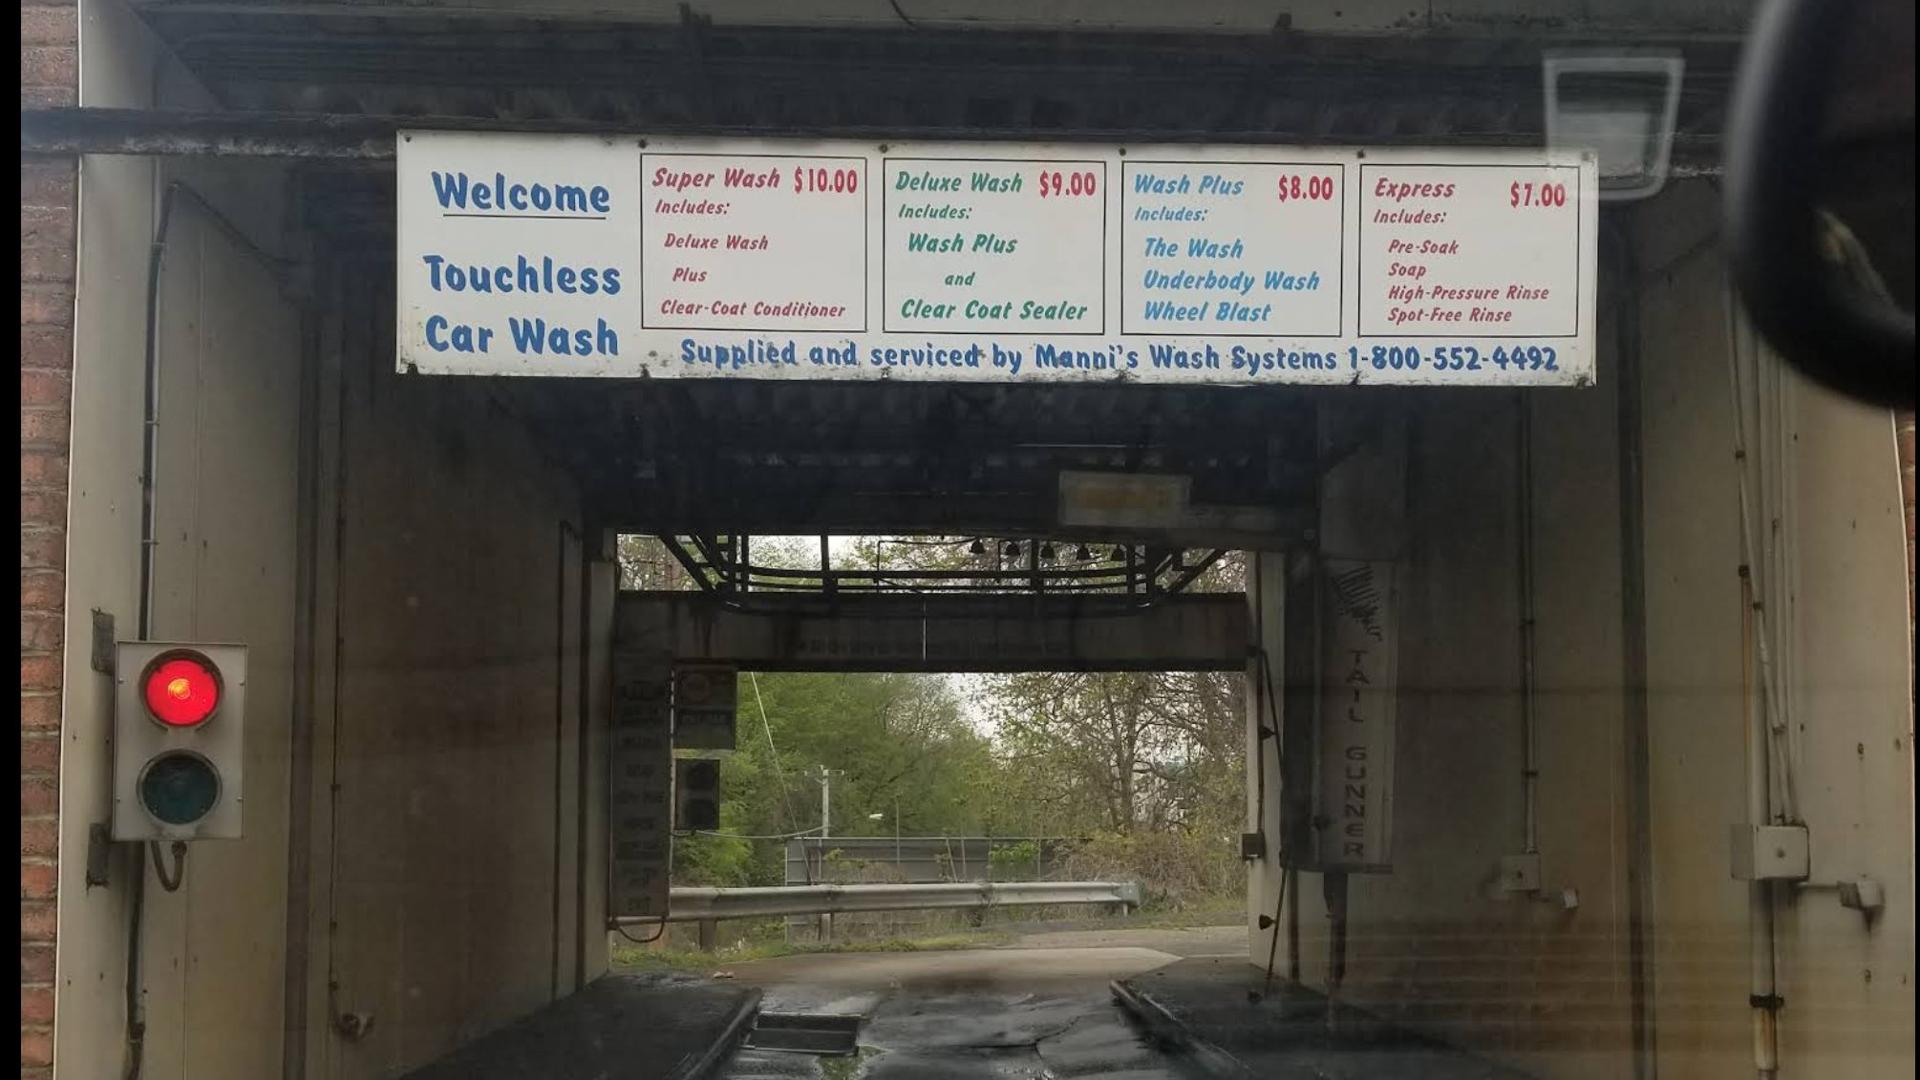 Welcome
Touchless
Car Wash
Super Wash $10.00
Includes:
Deluxe Wash
Plus
Clear-Coat Conditioner
Deluxe Wash $9.00
Includes:
Wash Plus
and
Clear Coat Sealer
Wash Plus $8.00
Includes:
The Wash
Underbody Wash
Wheel Blast
Express $7.00
Includes:
Pre-Soak
Soap
High-Pressure Rinse
Spot-Free Rinse
Supplied and serviced by Manni's Wash Systems 1-800-552-4492
TAIL GUNNER